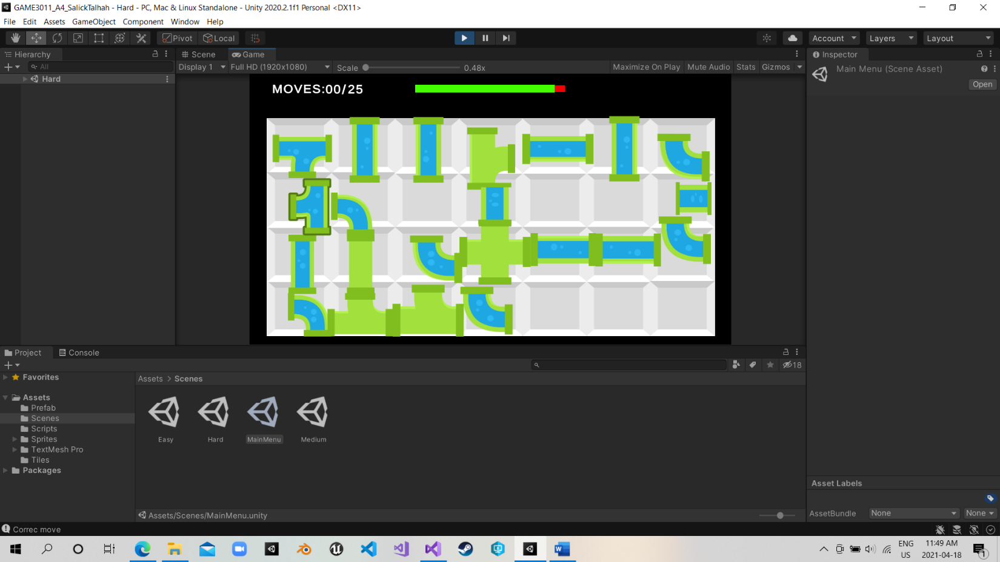 GAME3011_A4_SalickTalhah - Hard - PC, Mac & Linux Standalone - Unity 2020.2.1f1 Personal <DX11>
File Edit Assets GameObject Component Window Help
Pivot Local Account Layers Layout
Hierarchy Scene Game Inspector
All Display 1 Full HD (1920x1080) Scale 0.48x Maximize On Play Mute Audio Stats Gizmos
Main Menu (Scene Asset)
Open
Hard
MOVES:00/25
Project Console
18
Favorites
Assets > Scenes
Assets
Prefab
Scenes
Scripts
Sprites
TextMesh Pro
Tiles
Packages
Easy Hard MainMenu Medium
Asset Labels
Assets/Scenes/MainMenu.unity
AssetBundle None None
Correc move
ENG 11:49 AM
US 2021-04-18
1